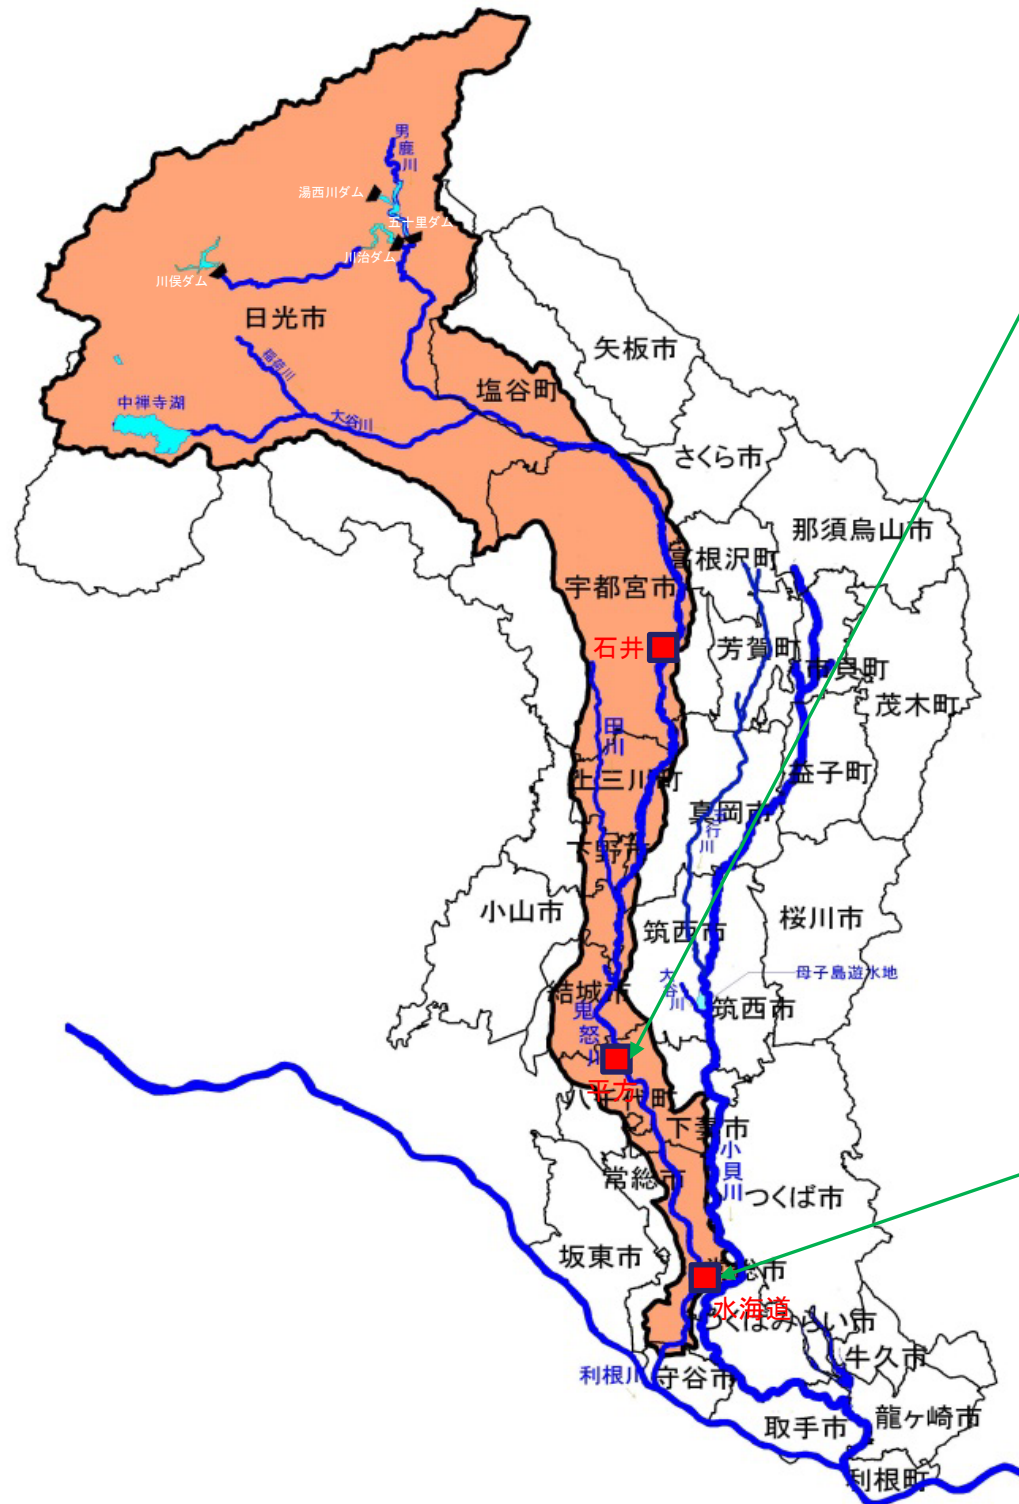 男鹿川
湯西川ダム
五十里ダム
川治ダム
川俣ダム
日光市
矢板市
稲荷川
塩谷町
中禅寺湖
大谷川
さくら市
那須烏山市
高根沢町
宇都宮市
石井
芳賀町
市貝町
茂木町
田川
上三川町
益子町
真岡市
五行川
下野市
小山市
筑西市
桜川市
大谷川
母子島遊水地
結城市
筑西市
鬼怒川
平方
八千代町
下妻市
小貝川
常総市
つくば市
坂東市
常総市
水海道
つくばみらい市
牛久市
利根川
守谷市
龍ヶ崎市
取手市
利根町